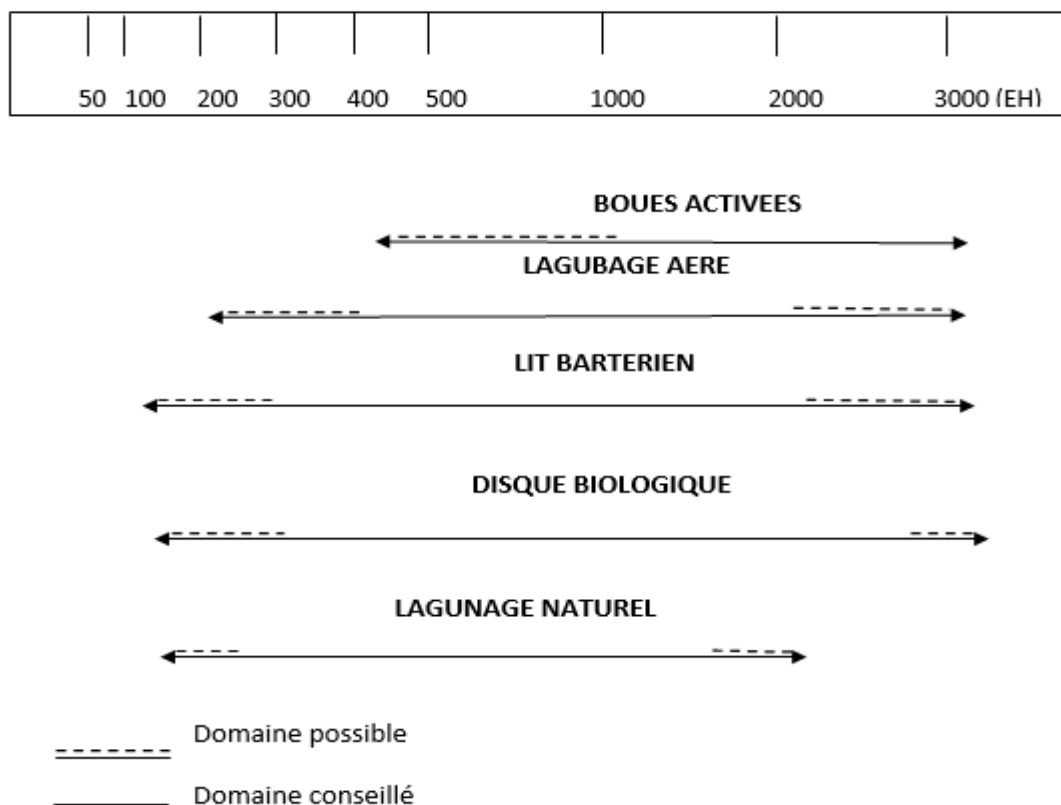 50 100 200 300 400 500 1000 2000 3000 (EH)
BOUES ACTIVEES
LAGUBAGE AERE
LIT BARTERIEN
DISQUE BIOLOGIQUE
LAGUNAGE NATUREL
Domaine possible
Domaine conseillé